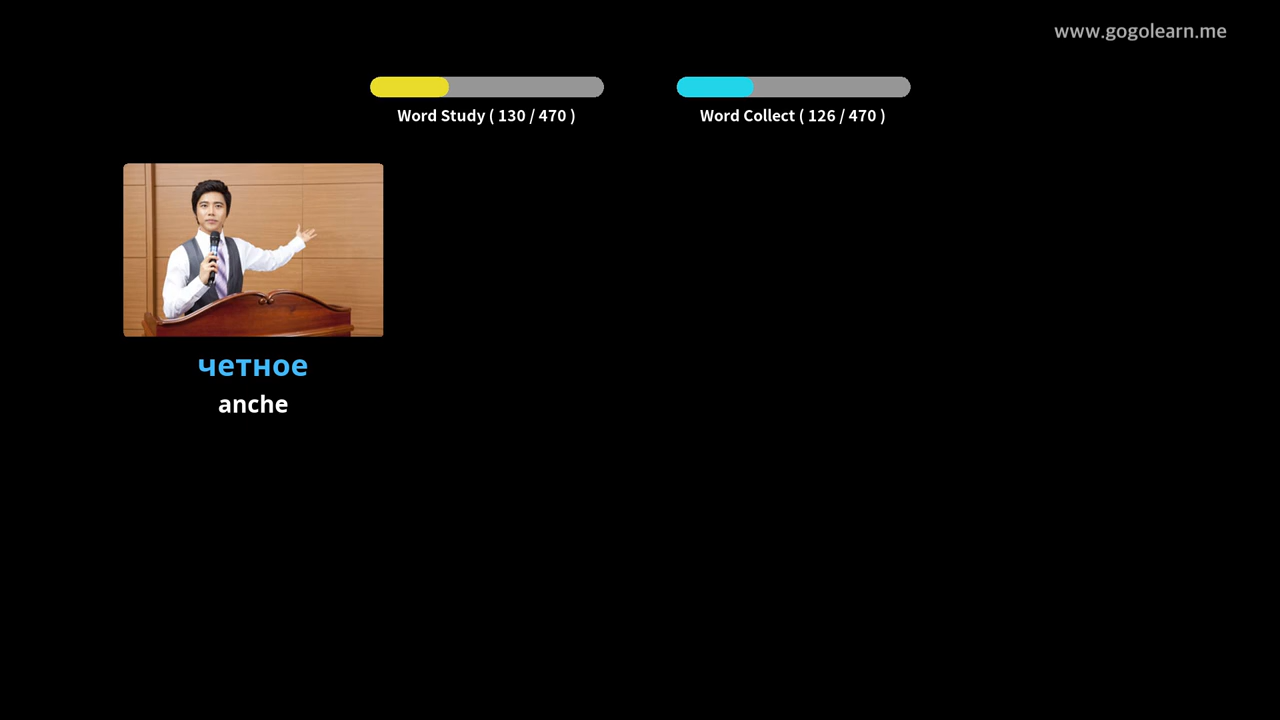 www.gogolearn.me
Word Study ( 130 / 470 )
Word Collect ( 126 / 470 )
четное
anche